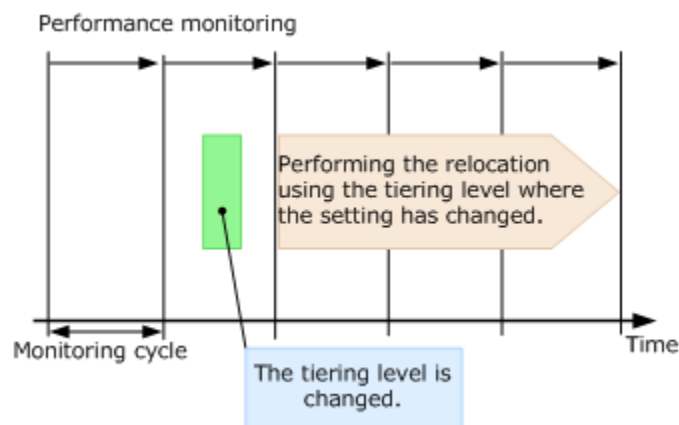 Performance monitoring
Performing the relocation
using the tiering level where
the setting has changed.
Monitoring cycle
Time
The tiering level is
changed.